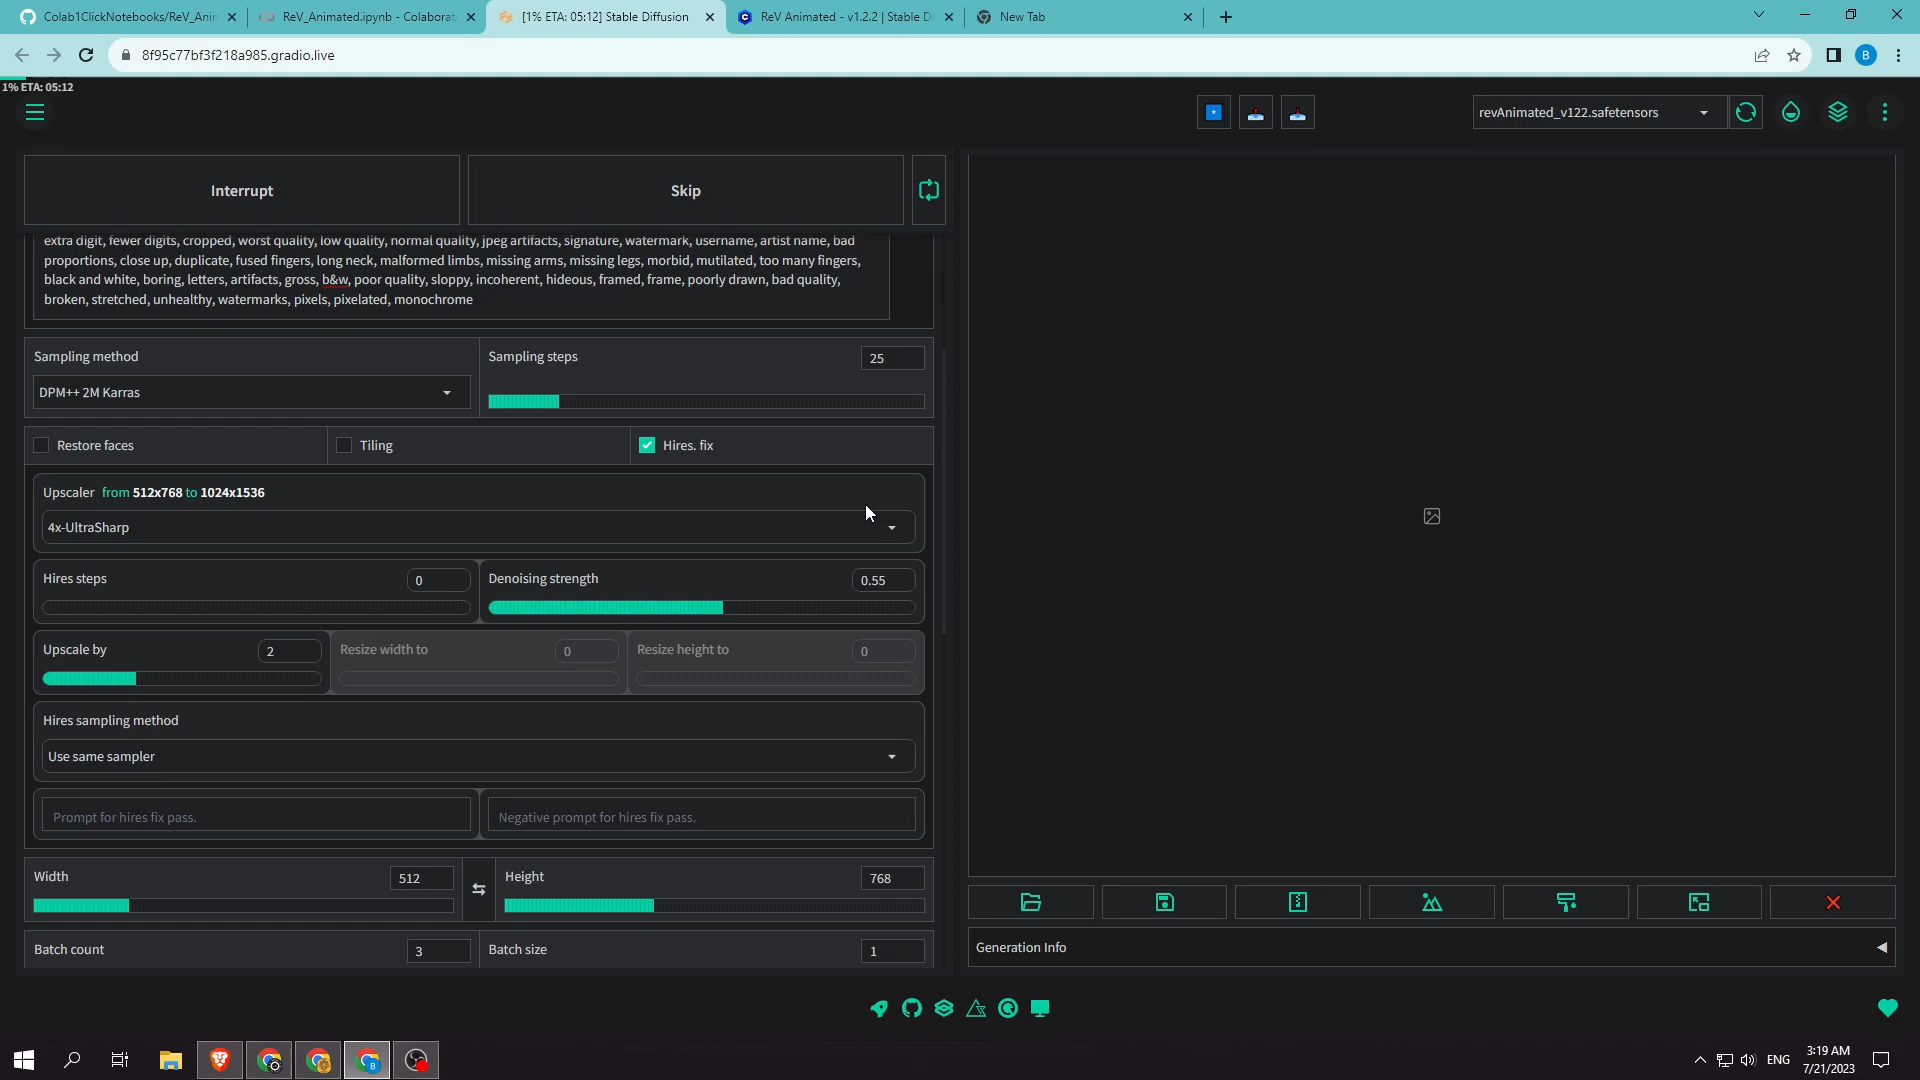 Colab1ClickNotebooks/ReV_Anim
ReV_Animated.ipynb - Colaborat
[1% ETA: 05:12] Stable Diffusion
ReV Animated - v1.2.2 | Stable D
New Tab
8f95c77bf3f218a985.gradio.live
B
1% ETA: 05:12
revAnimated_v122.safetensors
Interrupt
Skip
extra digit, fewer digits, cropped, worst quality, low quality, normal quality, jpeg artifacts, signature, watermark, username, artist name, bad
proportions, close up, duplicate, fused fingers, long neck, malformed limbs, missing arms, missing legs, morbid, mutilated, too many fingers,
black and white, boring, letters, artifacts, gross, b&w, poor quality, sloppy, incoherent, hideous, framed, frame, poorly drawn, bad quality,
broken, stretched, unhealthy, watermarks, pixels, pixelated, monochrome
Sampling method
DPM++ 2M Karras
Sampling steps
25
Restore faces
Tiling
Hires. fix
Upscaler from 512x768 to 1024x1536
4x-UltraSharp
Hires steps
0
Denoising strength
0.55
Upscale by
2
Resize width to
0
Resize height to
0
Hires sampling method
Use same sampler
Prompt for hires fix pass.
Negative prompt for hires fix pass.
Width
512
Height
768
Batch count
3
Batch size
1
Generation Info
B
ENG
3:19 AM
7/21/2023